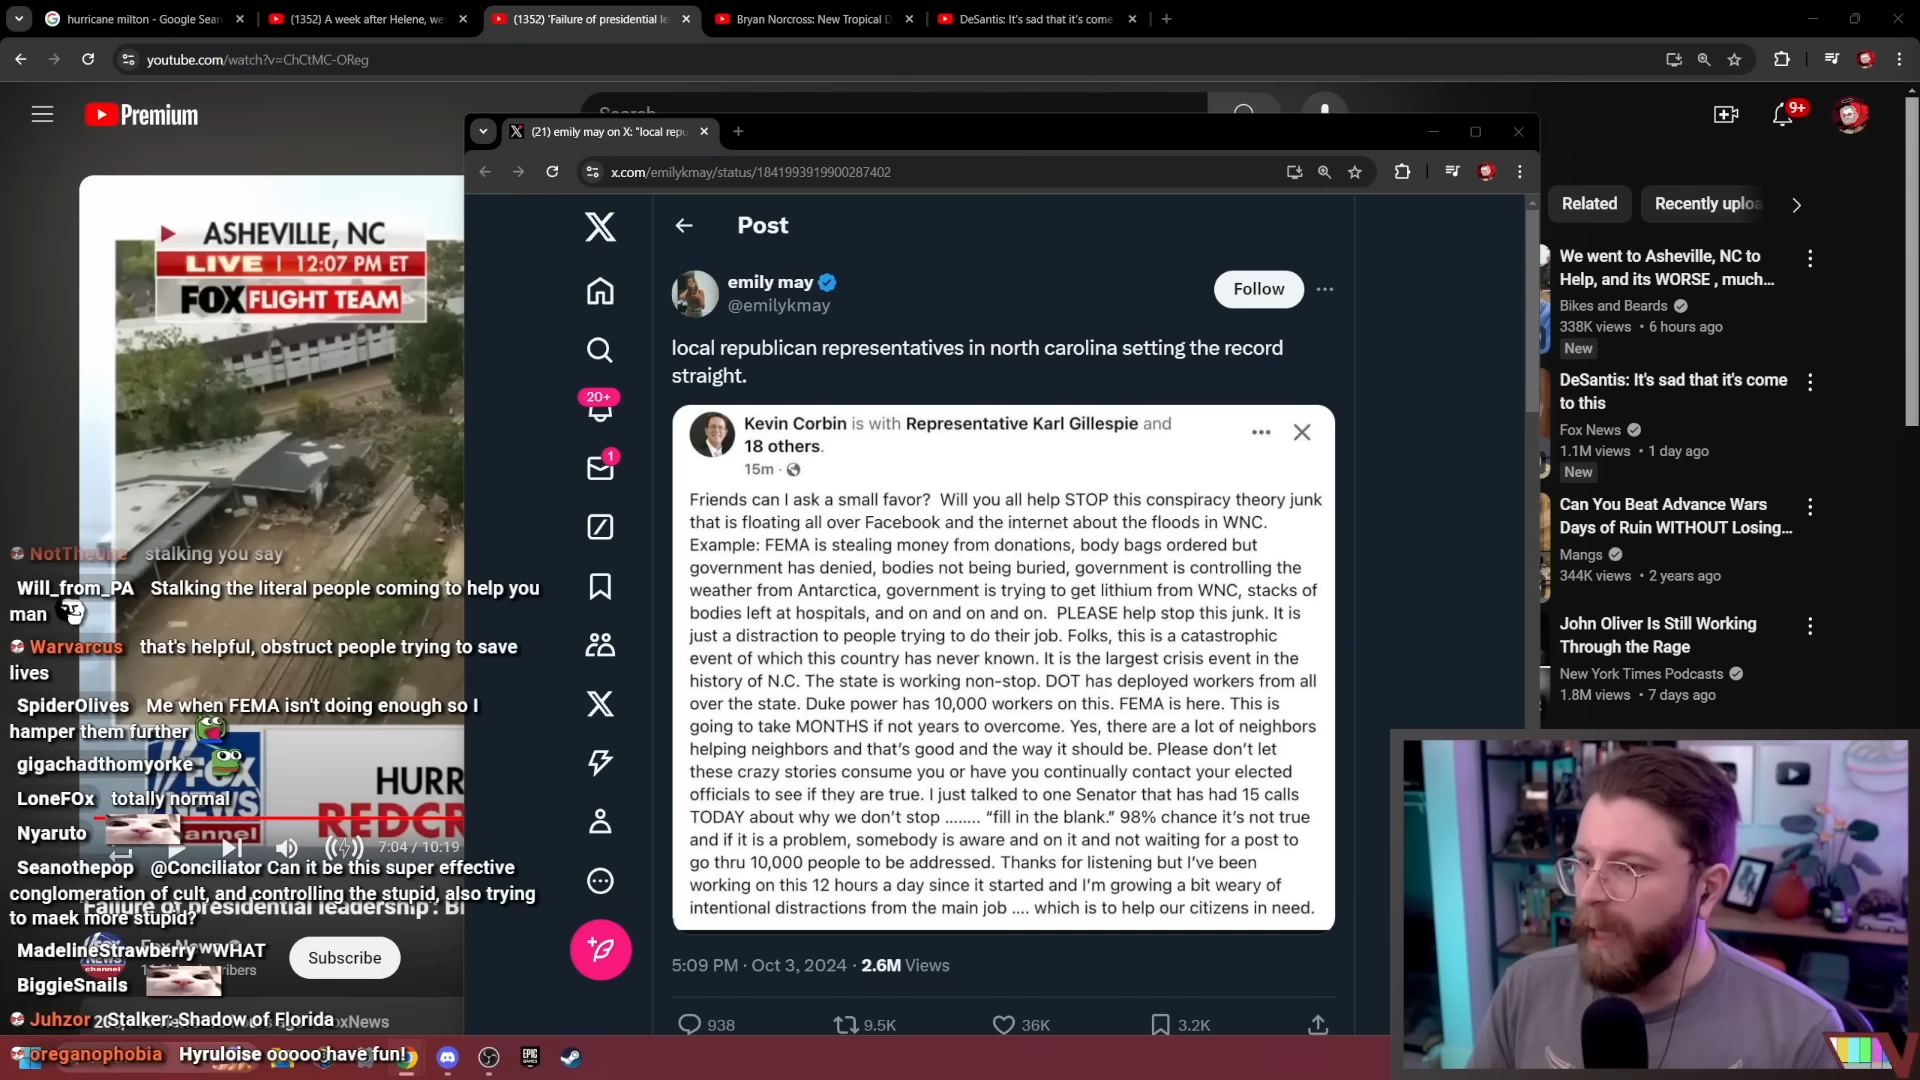 hurricane milton - Google Sear
(1352) A week after Helene, we
(1352) 'Failure of presidential le
Bryan Norcross: New Tropical D
DeSantis: It's sad that it's come
youtube.com/watch?v=ChCtMC-OReg
Premium
Search
9+
ASHEVILLE, NC
LIVE | 12:07 PM ET
FOX FLIGHT TEAM
(21) emily may on X: "local repu
x.com/emilykmay/status/1841993919900287402
Post
emily may
@emilykmay
Follow
local republican representatives in north carolina setting the record
straight.
20+
1
Kevin Corbin is with Representative Karl Gillespie and
18 others.
15m
Friends can I ask a small favor? Will you all help STOP this conspiracy theory junk
that is floating all over Facebook and the internet about the floods in WNC.
Example: FEMA is stealing money from donations, body bags ordered but
government has denied, bodies not being buried, government is controlling the
weather from Antarctica, government is trying to get lithium from WNC, stacks of
bodies left at hospitals, and on and on and on. PLEASE help stop this junk. It is
just a distraction to people trying to do their job. Folks, this is a catastrophic
event of which this country has never known. It is the largest crisis event in the
history of N.C. The state is working non-stop. DOT has deployed workers from all
over the state. Duke power has 10,000 workers on this. FEMA is here. This is
going to take MONTHS if not years to overcome. Yes, there are a lot of neighbors
helping neighbors and that's good and the way it should be. Please don't let
these crazy stories consume you or have you continually contact your elected
officials to see if they are true. I just talked to one Senator that has had 15 calls
TODAY about why we don't stop ........ "fill in the blank." 98% chance it's not true
and if it is a problem, somebody is aware and on it and not waiting for a post to
go thru 10,000 people to be addressed. Thanks for listening but I've been
working on this 12 hours a day since it started and I'm growing a bit weary of
intentional distractions from the main job .... which is to help our citizens in need.
5:09 PM · Oct 3, 2024 · 2.6M Views
938
9.5K
36K
3.2K
Related
Recently uploa
We went to Asheville, NC to
Help, and its WORSE , much...
Bikes and Beards
338K views • 6 hours ago
New
DeSantis: It's sad that it's come
to this
Fox News
1.1M views • 1 day ago
New
Can You Beat Advance Wars
Days of Ruin WITHOUT Losing...
Mangs
344K views • 2 years ago
John Oliver Is Still Working
Through the Rage
New York Times Podcasts
1.8M views • 7 days ago
stalking you say
Will_from_PA Stalking the literal people coming to help you
man
Warvarcus that's helpful, obstruct people trying to save
lives
SpiderOlives Me when FEMA isn't doing enough so I
hamper them further
gigachadthomyorke
LoneFOx totally normal
Nyaruto
Seanothepop @Conciliator Can it be this super effective
conglomeration of cult, and controlling the stupid, also trying
to maek more stupid?
MadelineStrawberry WHAT
BiggieSnails
Juhzor Stalker: Shadow of Florida
oreganophobia Hyruloise ooooo have fun!
FOX
NEWS
channel
HURR
REDCR
7:04 / 10:19
'Failure of presidential leadership': Bi
Fox News
Subscribe
EPIC
GAMES